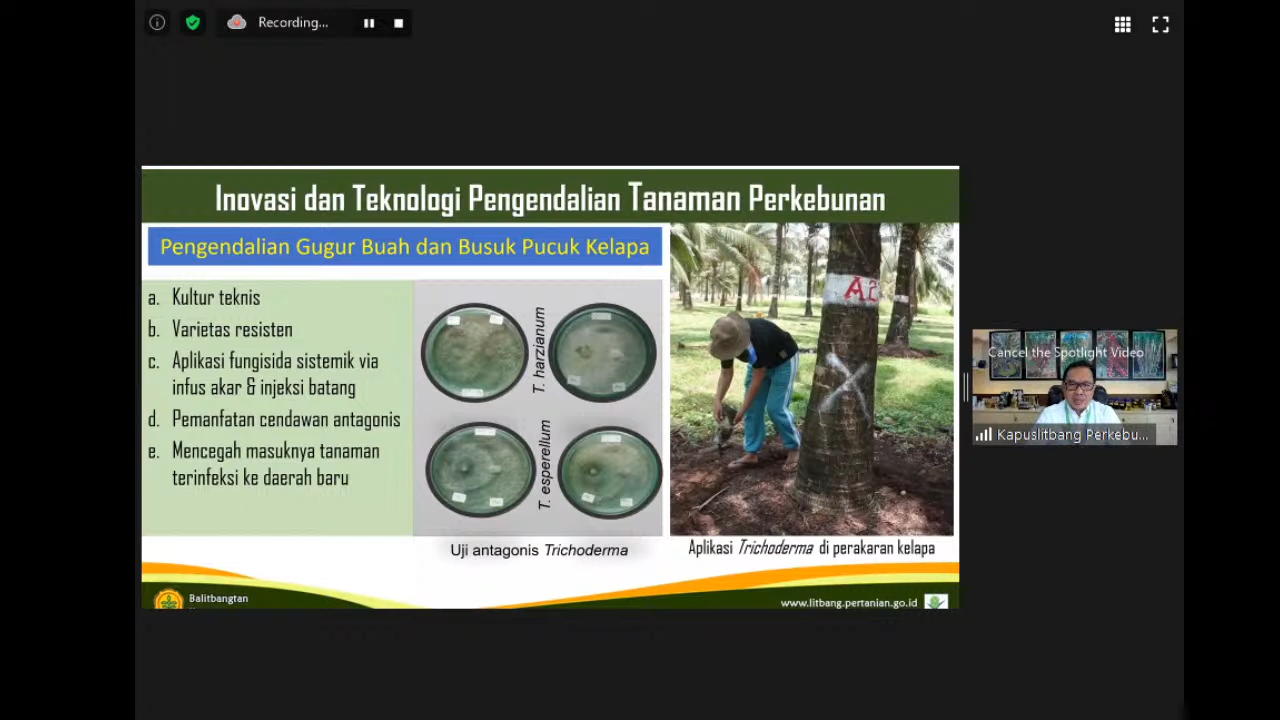 Recording...
Inovasi dan Teknologi Pengendalian Tanaman Perkebunan
Pengendalian Gugur Buah dan Busuk Pucuk Kelapa
a. Kultur teknis
b. Varietas resisten
c. Aplikasi fungisida sistemik via
infus akar & injeksi batang
d. Pemanfatan cendawan antagonis
e. Mencegah masuknya tanaman
terinfeksi ke daerah baru
T. harzianum
T. esperellum
Uji antagonis Trichoderma
A2
Aplikasi Trichoderma di perakaran kelapa
Balitbangtan
www.litbang.pertanian.go.id
Cancel the Spotlight Video
Kapuslitbang Perkebu...